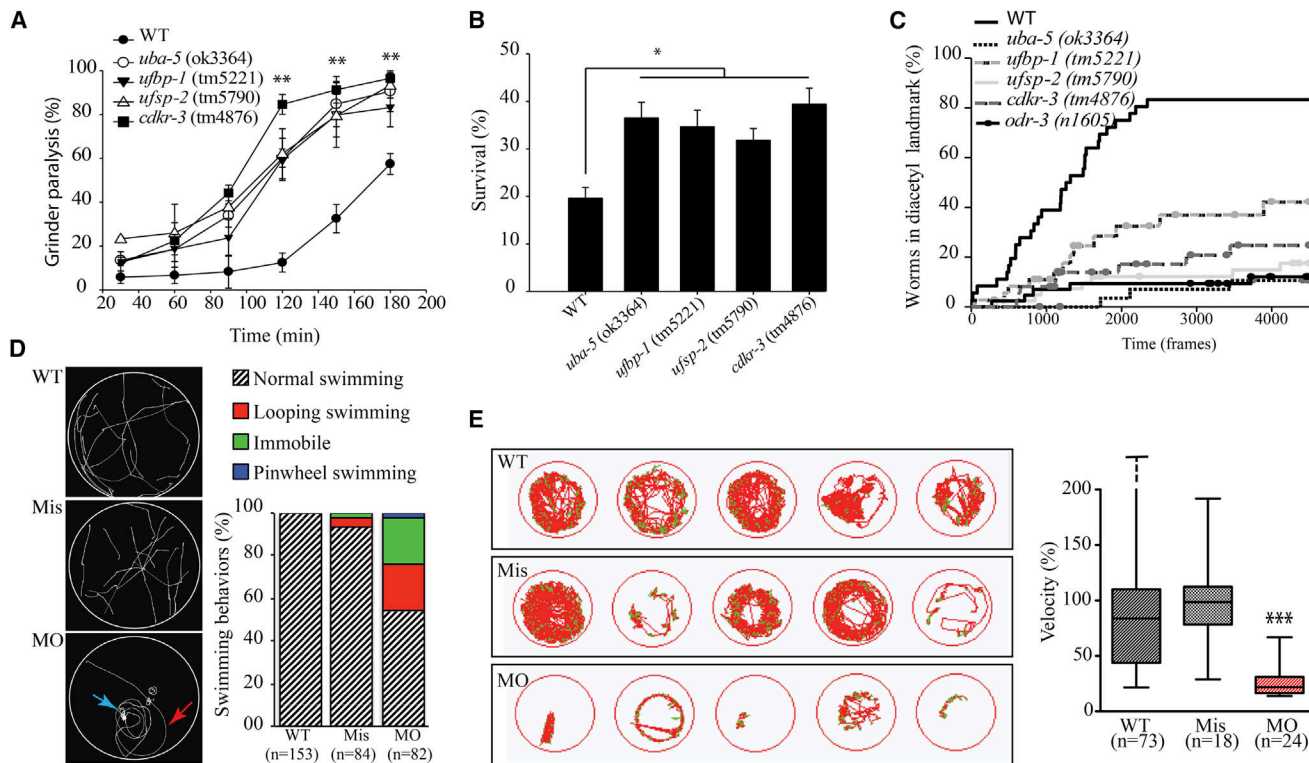 A
WT
uba-5 (ok3364)
ufbp-1 (tm5221)
ufsp-2 (tm5790)
cdkr-3 (tm4876)
** ** **
Grinder paralysis (%)
100
80
60
40
20
0
20 40 60 80 100 120 140 160 180 200
Time (min)
B
*
Survival (%)
50
40
30
20
10
0
WT
uba-5 (ok3364)
ufbp-1 (tm5221)
ufsp-2 (tm5790)
cdkr-3 (tm4876)
C
WT
uba-5 (ok3364)
ufbp-1 (tm5221)
ufsp-2 (tm5790)
cdkr-3 (tm4876)
odr-3 (n1605)
Worms in diacetyl landmark (%)
100
80
60
40
20
0
0 1000 2000 3000 4000
Time (frames)
D
WT
Mis
MO
Normal swimming
Looping swimming
Immobile
Pinwheel swimming
Swimming behaviors (%)
100
80
60
40
20
00
WT Mis MO
(n=153) (n=84) (n=82)
E
WT
Mis
MO
Velocity (%)
200
150
100
50
0
***
WT Mis MO
(n=73) (n=18) (n=24)